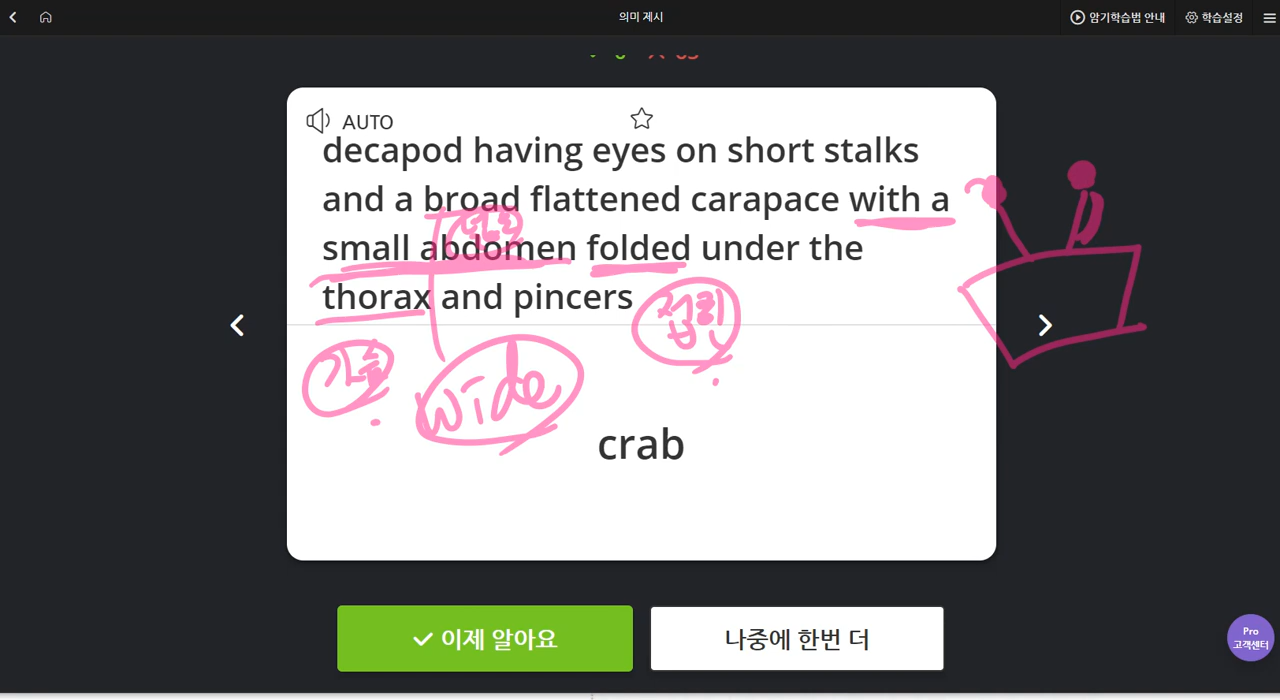 의미 제시
암기학습법 안내
학습설정
AUTO
decapod having eyes on short stalks
and a broad flattened carapace with a
small abdomen folded under the
thorax and pincers
가슴
wide
접힌
crab
이제 알아요
나중에 한번 더
Pro
고객센터